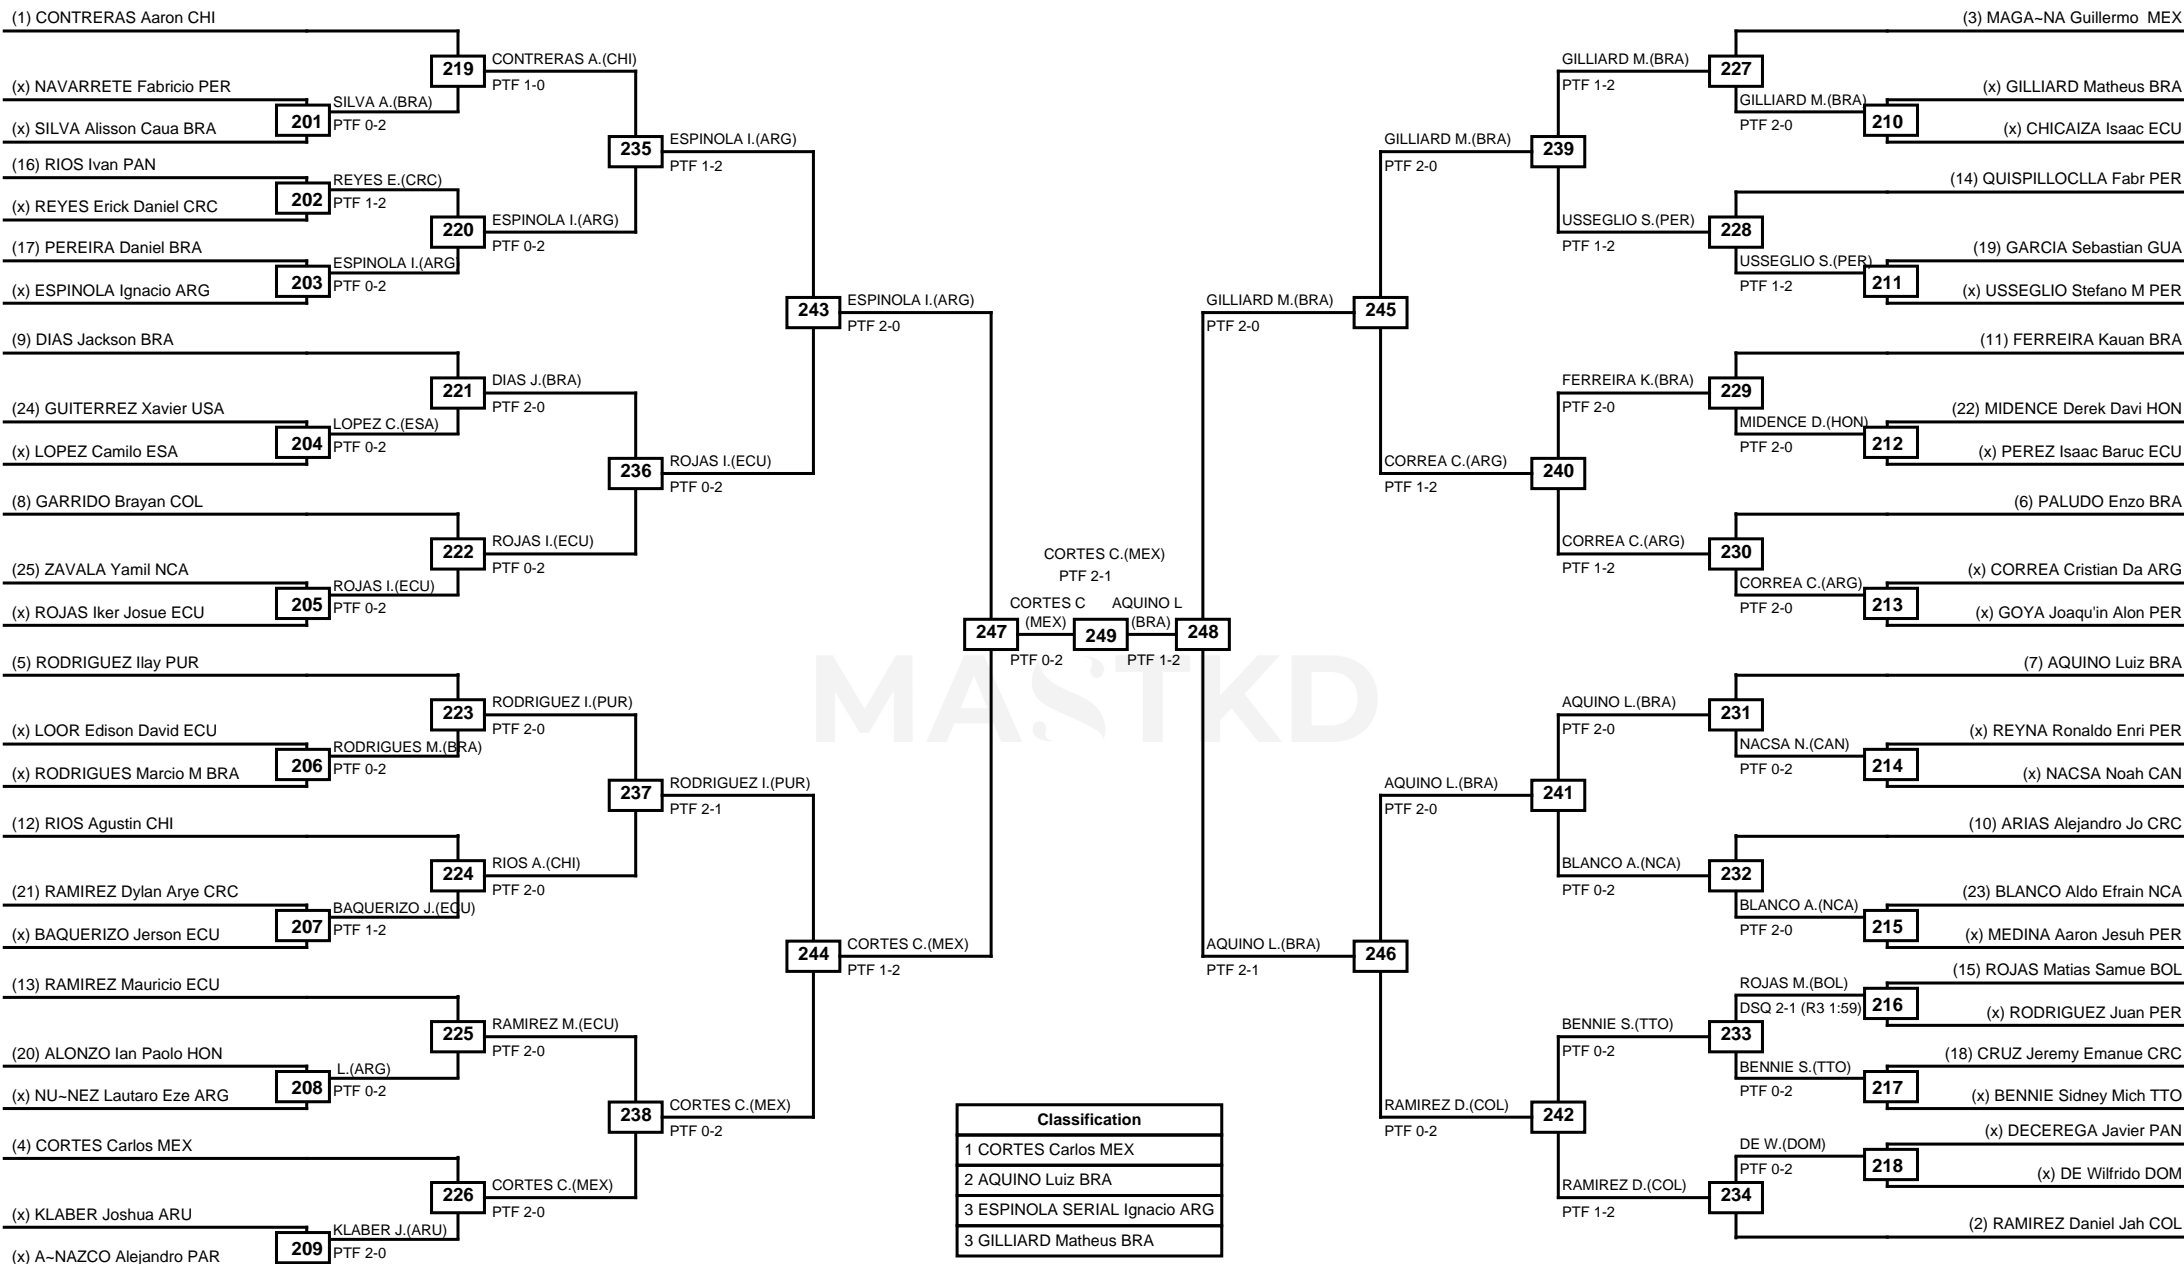 (1) CONTRERAS Aaron CHI
(x) NAVARRETE Fabricio PER
(x) SILVA Alisson Caua BRA
(16) RIOS Ivan PAN
(x) REYES Erick Daniel CRC
(17) PEREIRA Daniel BRA
(x) ESPINOLA Ignacio ARG
(9) DIAS Jackson BRA
(24) GUITERREZ Xavier USA
(x) LOPEZ Camilo ESA
(8) GARRIDO Brayan COL
(25) ZAVALA Yamil NCA
(x) ROJAS Iker Josue ECU
(5) RODRIGUEZ Ilay PUR
(x) LOOR Edison David ECU
(x) RODRIGUES Marcio M BRA
(12) RIOS Agustin CHI
(21) RAMIREZ Dylan Arye CRC
(x) BAQUERIZO Jerson ECU
(13) RAMIREZ Mauricio ECU
(20) ALONZO Ian Paolo HON
(x) NU~NEZ Lautaro Eze ARG
(4) CORTES Carlos MEX
(x) KLABER Joshua ARU
(x) A~NAZCO Alejandro PAR
201
SILVA A.(BRA)
PTF 0-2
202
REYES E.(CRC)
PTF 1-2
203
ESPINOLA I.(ARG
PTF 0-2
204
LOPEZ C.(ESA)
PTF 0-2
205
ROJAS I.(ECU)
PTF 0-2
206
RODRIGUES M.(BRA)
PTF 0-2
207
BAQUERIZO J.(ECU)
PTF 1-2
208
L.(ARG)
PTF 0-2
209
KLABER J.(ARU)
PTF 2-0
219
CONTRERAS A.(CHI)
PTF 1-0
220
ESPINOLA I.(ARG)
PTF 0-2
221
DIAS J.(BRA)
PTF 2-0
222
ROJAS I.(ECU)
PTF 0-2
223
RODRIGUEZ I.(PUR)
PTF 2-0
224
RIOS A.(CHI)
PTF 2-0
225
RAMIREZ M.(ECU)
PTF 2-0
226
CORTES C.(MEX)
PTF 2-0
235
ESPINOLA I.(ARG)
PTF 1-2
236
ROJAS I.(ECU)
PTF 0-2
237
RODRIGUEZ I.(PUR)
PTF 2-1
238
CORTES C.(MEX)
PTF 0-2
243
ESPINOLA I.(ARG)
PTF 2-0
244
CORTES C.(MEX)
PTF 1-2
CORTES C.(MEX)
PTF 2-1
247
CORTES C
(MEX)
PTF 0-2
249
AQUINO L
(BRA)
PTF 1-2
248
MASTKD
Classification
1 CORTES Carlos MEX
2 AQUINO Luiz BRA
3 ESPINOLA SERIAL Ignacio ARG
3 GILLIARD Matheus BRA
GILLIARD M.(BRA)
PTF 2-0
245
AQUINO L.(BRA)
PTF 2-1
246
GILLIARD M.(BRA)
PTF 2-0
239
CORREA C.(ARG)
PTF 1-2
240
AQUINO L.(BRA)
PTF 2-0
241
RAMIREZ D.(COL)
PTF 0-2
242
GILLIARD M.(BRA)
PTF 1-2
227
USSEGLIO S.(PER)
PTF 1-2
228
FERREIRA K.(BRA)
PTF 2-0
229
CORREA C.(ARG)
PTF 1-2
230
AQUINO L.(BRA)
PTF 2-0
231
BLANCO A.(NCA)
PTF 0-2
232
BENNIE S.(TTO)
PTF 0-2
233
RAMIREZ D.(COL)
PTF 1-2
234
GILLIARD M.(BRA)
PTF 2-0
210
USSEGLIO S.(PER)
PTF 1-2
211
MIDENCE D.(HON)
PTF 2-0
212
CORREA C.(ARG)
PTF 2-0
213
NACSA N.(CAN)
PTF 0-2
214
BLANCO A.(NCA)
PTF 2-0
215
ROJAS M.(BOL)
DSQ 2-1 (R3 1:59)
216
BENNIE S.(TTO)
PTF 0-2
217
DE W.(DOM)
PTF 0-2
218
(3) MAGA~NA Guillermo  MEX
(x) GILLIARD Matheus BRA
(x) CHICAIZA Isaac ECU
(14) QUISPILLOCLLA Fabr PER
(19) GARCIA Sebastian GUA
(x) USSEGLIO Stefano M PER
(11) FERREIRA Kauan BRA
(22) MIDENCE Derek Davi HON
(x) PEREZ Isaac Baruc ECU
(6) PALUDO Enzo BRA
(x) CORREA Cristian Da ARG
(x) GOYA Joaqu'in Alon PER
(7) AQUINO Luiz BRA
(x) REYNA Ronaldo Enri PER
(x) NACSA Noah CAN
(10) ARIAS Alejandro Jo CRC
(23) BLANCO Aldo Efrain NCA
(x) MEDINA Aaron Jesuh PER
(15) ROJAS Matias Samue BOL
(x) RODRIGUEZ Juan PER
(18) CRUZ Jeremy Emanue CRC
(x) BENNIE Sidney Mich TTO
(x) DECEREGA Javier PAN
(x) DE Wilfrido DOM
(2) RAMIREZ Daniel Jah COL